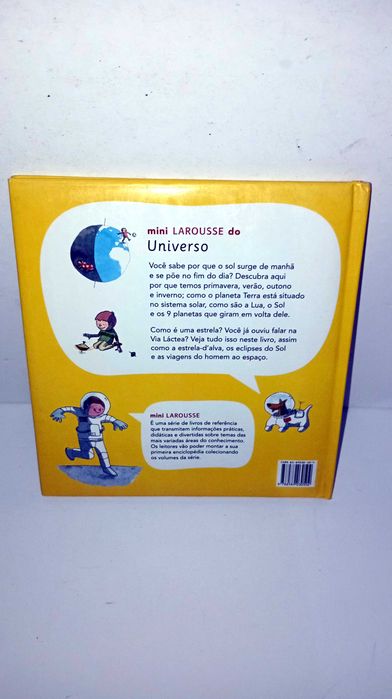 mini LAROUSSE do
Universo
Você sabe por que o sol surge de manhã
e se põe no fim do dia? Descubra aqui
por que temos primavera, verão, outono
e inverno; como o planeta Terra está situado
no sistema solar, como são a Lua, o Sol
e os 9 planetas que giram em volta dele.
Como é uma estrela? Você já ouviu falar na
Via Láctea? Veja tudo isso neste livro, assim
como a estrela-d'alva, os eclipses do Sol
e as viagens do homem ao espaço.
mini LAROUSSE
É uma série de livros de referência
que transmitem informações práticas,
didáticas e divertidas sobre temas das
mais variadas áreas do conhecimento.
Os leitores vão poder montar a sua
primeira enciclopédia colecionando
os volumes da série.